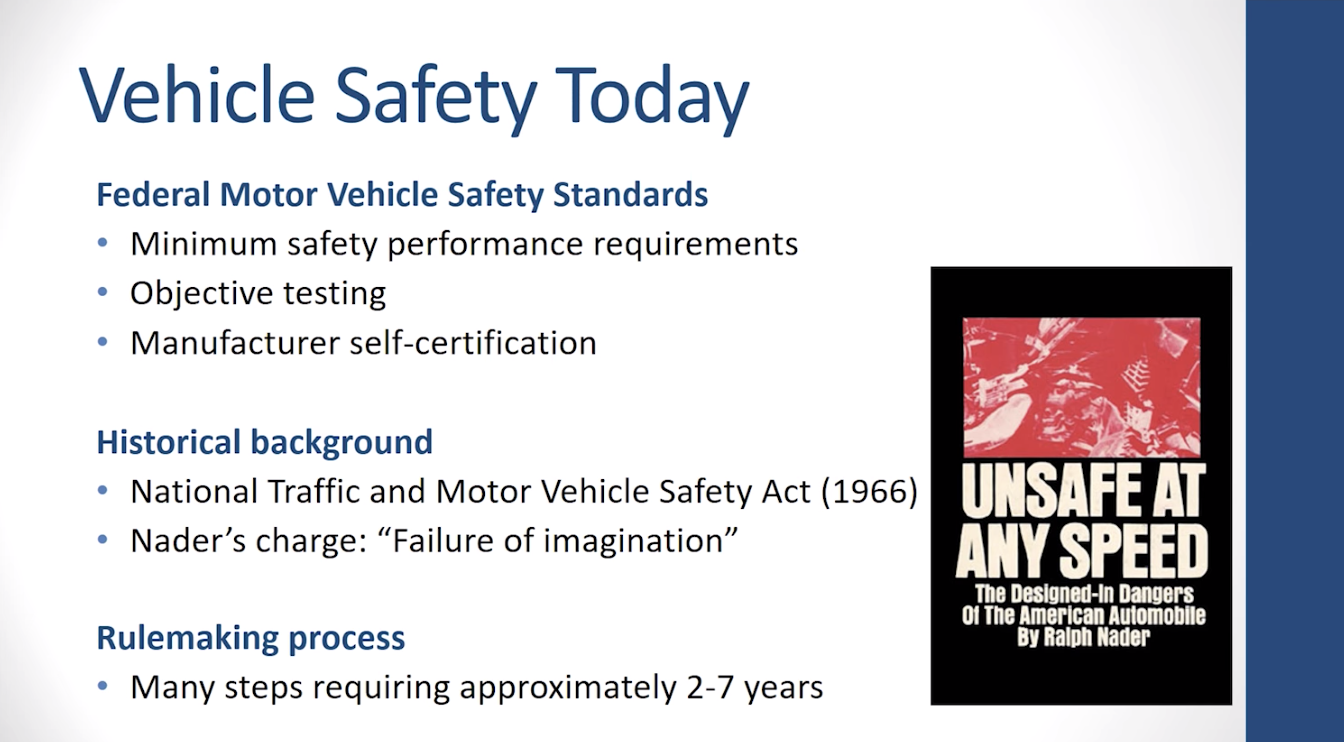 Vehicle Safety Today
Federal Motor Vehicle Safety Standards
• Minimum safety performance requirements
• Objective testing
• Manufacturer self-certification
Historical background
• National Traffic and Motor Vehicle Safety Act (1966)
• Nader’s charge: “Failure of imagination”
Rulemaking process
• Many steps requiring approximately 2-7 years
UNSAFE AT
ANY SPEED
The Designed-In Dangers
Of The American Automobile
By Ralph Nader